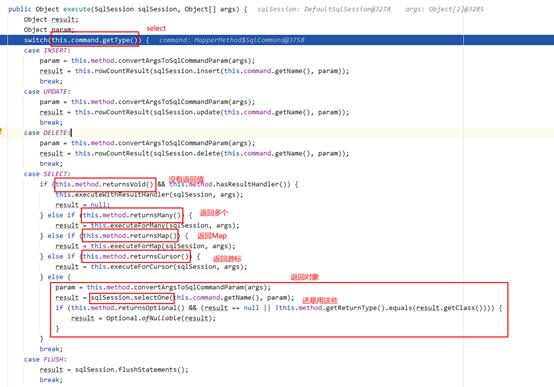 public Object execute(SqlSession sqlSession, Object[] args) {   sqlSession: DefaultSqlSession@3278    args: Object[2]@3285
Object result;
Object param;
select
switch(this.command.getType()) {   command: MapperMethod$SqlCommand@3758
case INSERT:
param = this.method.convertArgsToSqlCommandParam(args);
result = this.rowCountResult(sqlSession.insert(this.command.getName(), param));
break;
case UPDATE:
param = this.method.convertArgsToSqlCommandParam(args);
result = this.rowCountResult(sqlSession.update(this.command.getName(), param));
break;
case DELETE:
param = this.method.convertArgsToSqlCommandParam(args);
result = this.rowCountResult(sqlSession.delete(this.command.getName(), param));
break;
case SELECT:
没有返回值
if (this.method.returnsVoid() && this.method.hasResultHandler()) {
this.executeWithResultHandler(sqlSession, args);
result = null;
} else if (this.method.returnsMany()) { 返回多个
result = this.executeForMany(sqlSession, args);
} else if (this.method.returnsMap()) { 返回Map
result = this.executeForMap(sqlSession, args);
} else if (this.method.returnsCursor()) { 返回游标
result = this.executeForCursor(sqlSession, args);
} else { 返回对象
param = this.method.convertArgsToSqlCommandParam(args);
result = sqlSession.selectOne(this.command.getName(), param); 还是用这些
if (this.method.returnsOptional() && (result == null || !this.method.getReturnType().equals(result.getClass()))) {
result = Optional.ofNullable(result);
}
}
break;
case FLUSH:
result = sqlSession.flushStatements();
break;